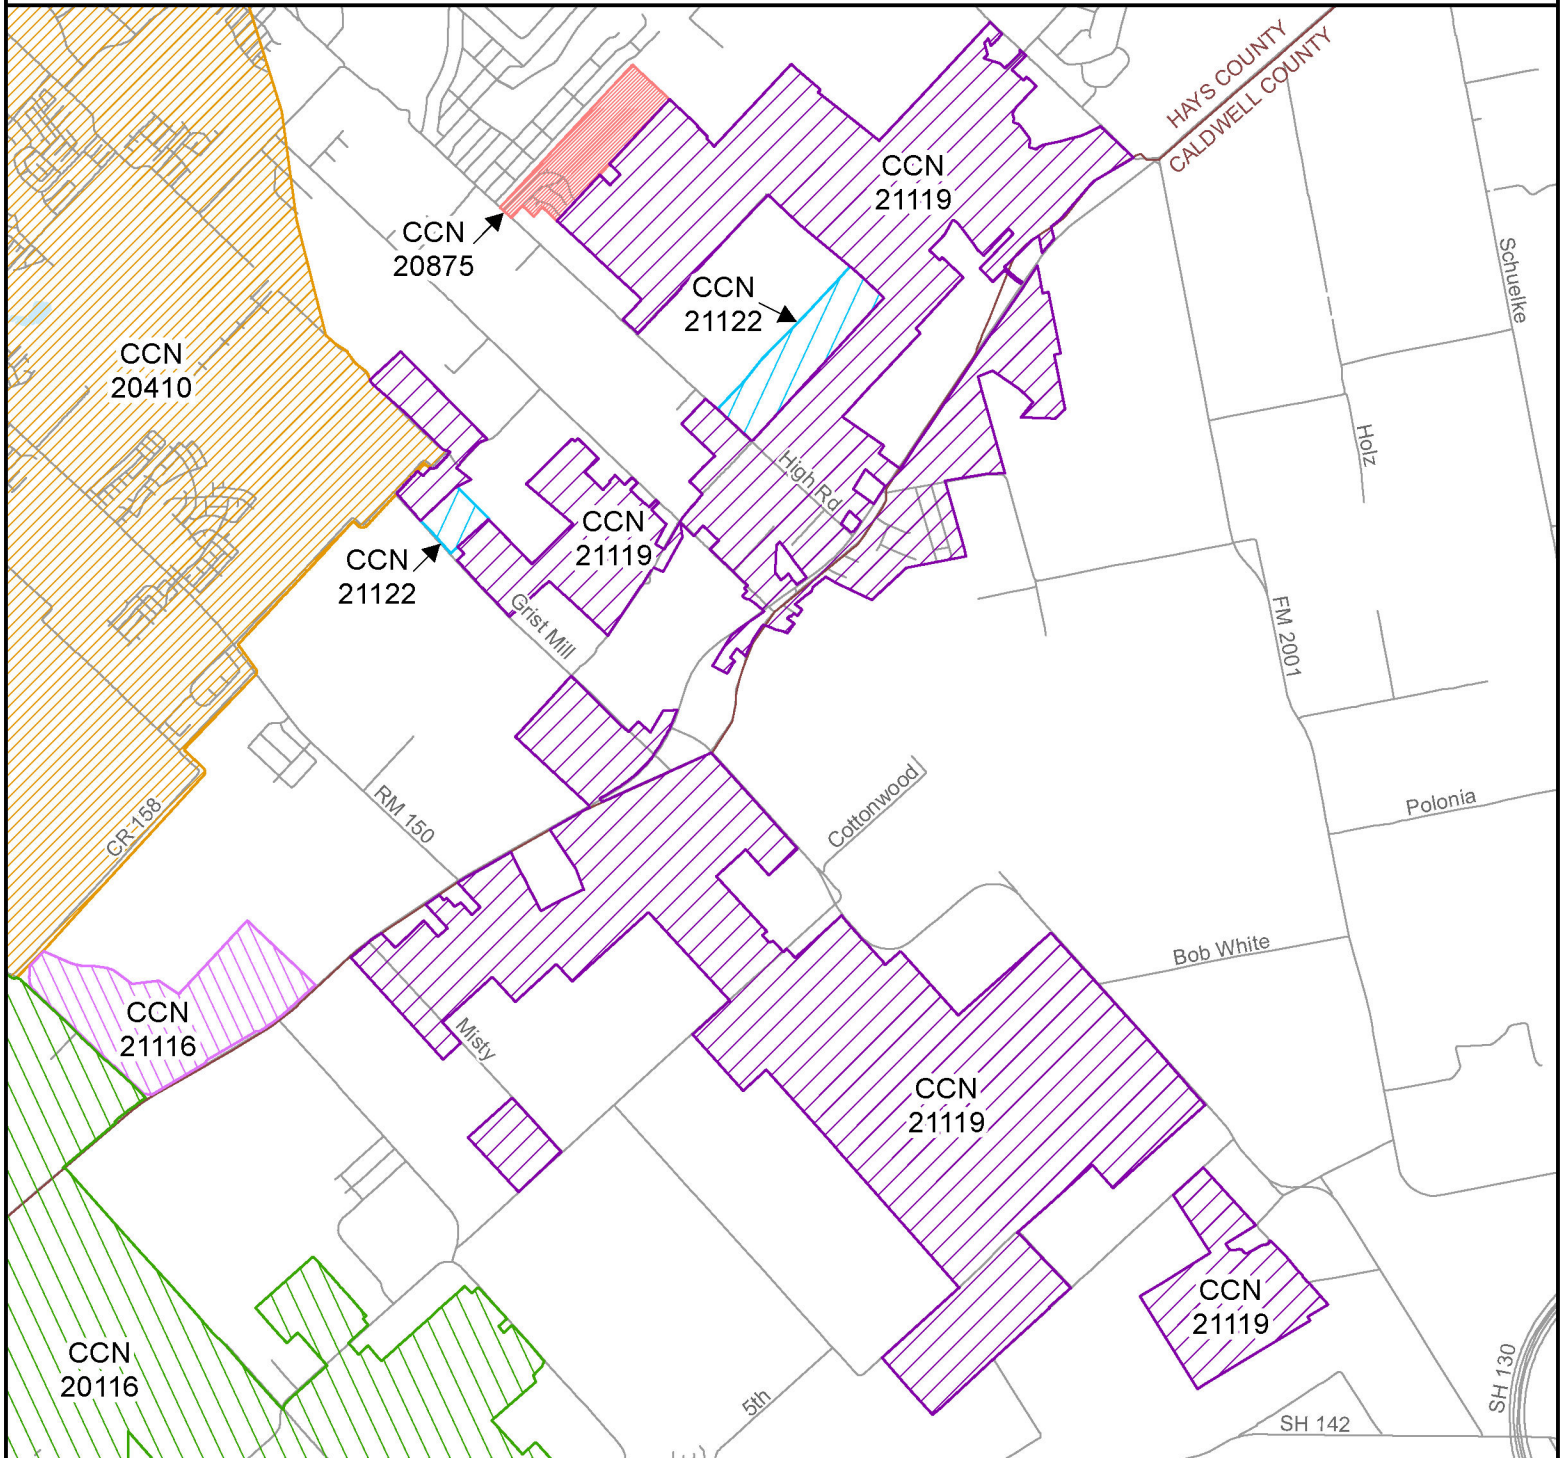 HAYS COUNTY
CALDWELL COUNTY
CCN
21119
CCN
20875
CCN
21122
Schuelke
CCN
20410
Holz
High Rd
CCN
21119
CCN
21122
Grist Mill
FM 2001
RM 150
CR 158
Cottonwood
Polonia
Bob White
CCN
21116
Misty
CCN
21119
CCN
21119
CCN
20116
5th
SH 142
SH 130